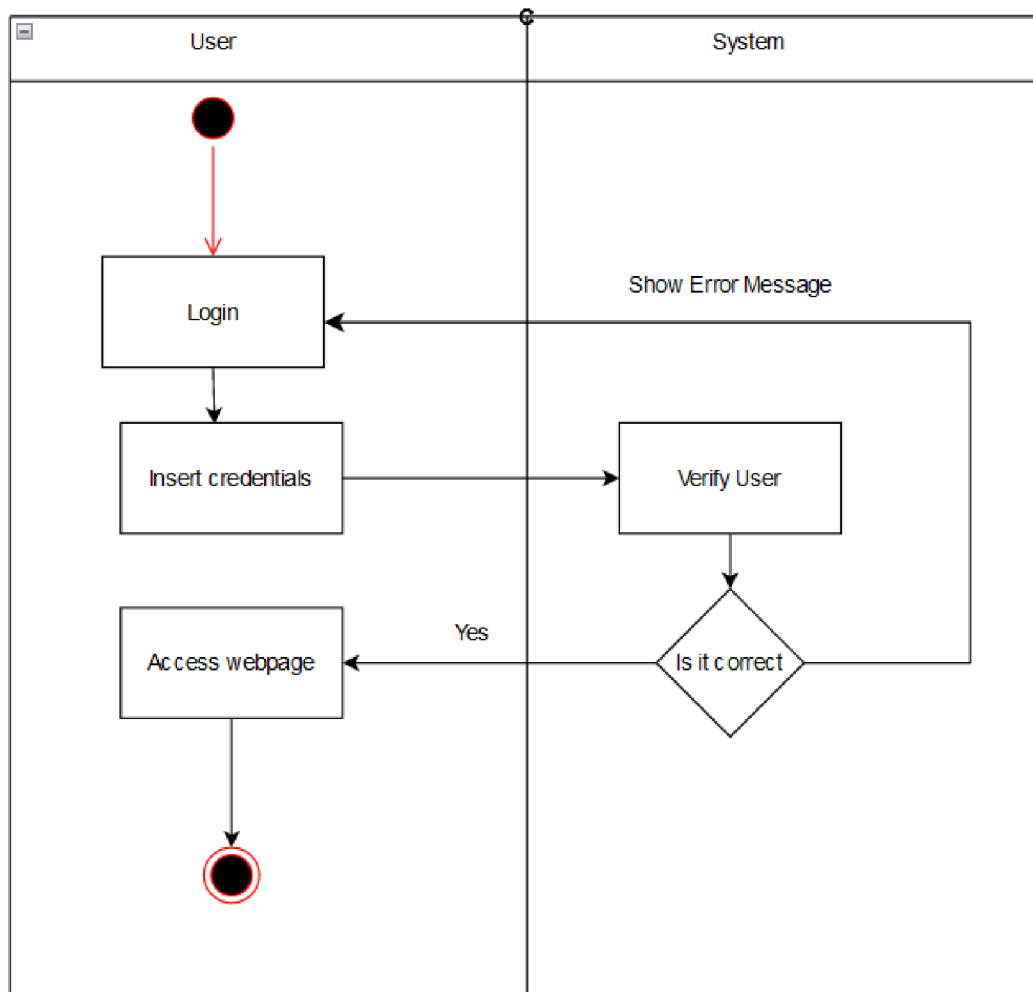 User
System
Login
Show Error Message
Insert credentials
Verify User
Access webpage
Yes
Is it correct